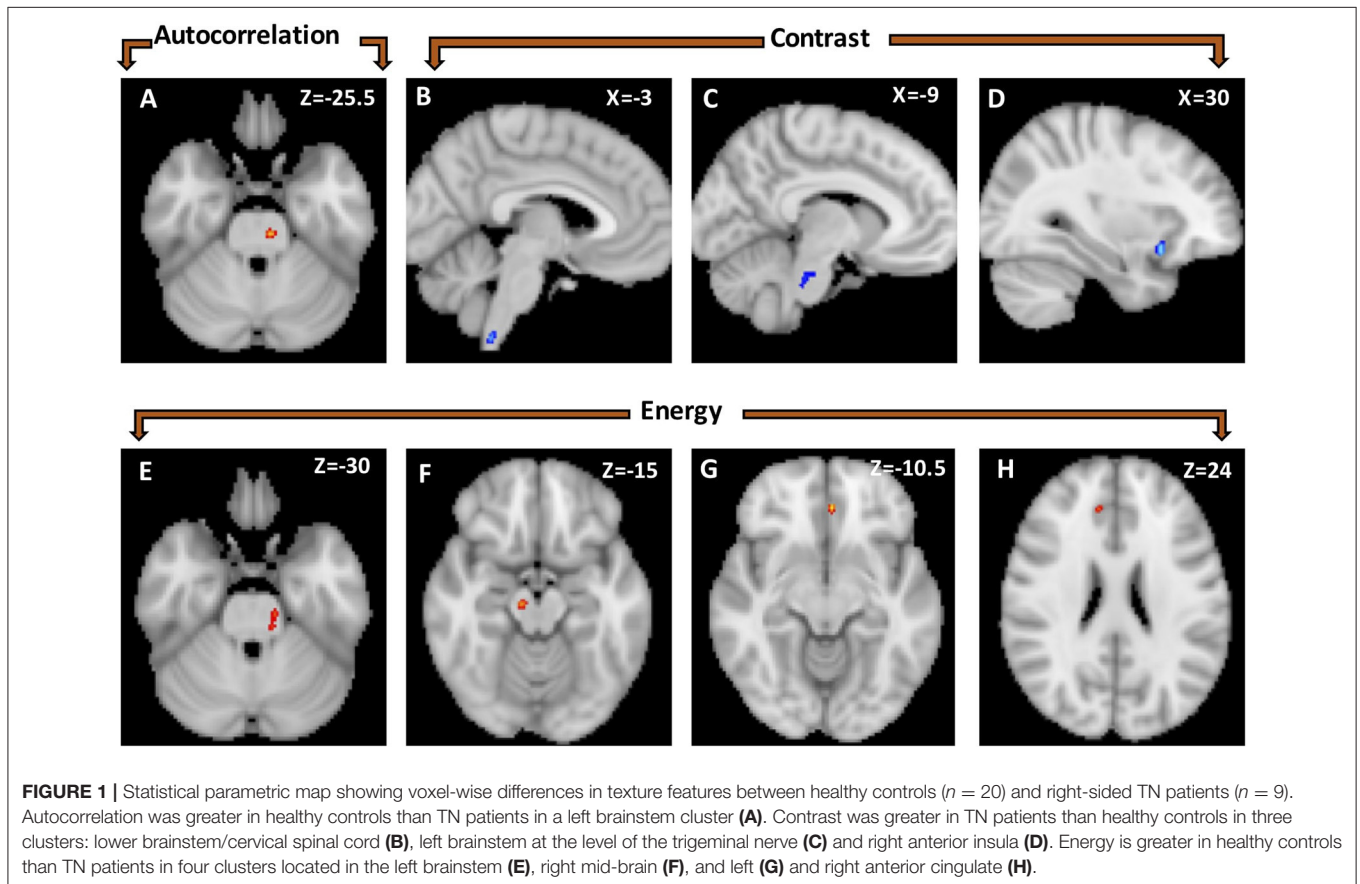 Autocorrelation
Contrast
A
Z=-25.5
B
X=-3
C
X=-9
D
X=30
Energy
E
Z=-30
F
Z=-15
G
Z=-10.5
H
Z=24
FIGURE 1 | Statistical parametric map showing voxel-wise differences in texture features between healthy controls (n = 20) and right-sided TN patients (n = 9).
Autocorrelation was greater in healthy controls than TN patients in a left brainstem cluster (A). Contrast was greater in TN patients than healthy controls in three
clusters: lower brainstem/cervical spinal cord (B), left brainstem at the level of the trigeminal nerve (C) and right anterior insula (D). Energy is greater in healthy controls
than TN patients in four clusters located in the left brainstem (E), right mid-brain (F), and left (G) and right anterior cingulate (H).